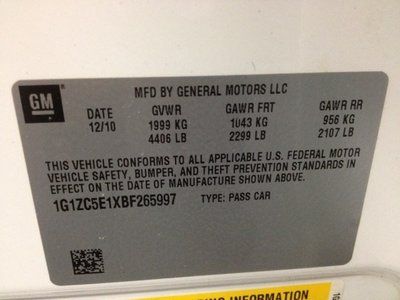 GM
MFD BY GENERAL MOTORS LLC
DATE GVWR GAWR FRT GAWR RR
12/10 1999 KG 1043 KG 956 KG
4406 LB 2299 LB 2107 LB
THIS VEHICLE CONFORMS TO ALL APPLICABLE U.S. FEDERAL MOTOR
VEHICLE SAFETY, BUMPER, AND THEFT PREVENTION STANDARDS IN
EFFECT ON THE DATE OF MANUFACTURE SHOWN ABOVE.
1G1ZC5E1XBF265997 TYPE: PASS CAR
INFORMATION